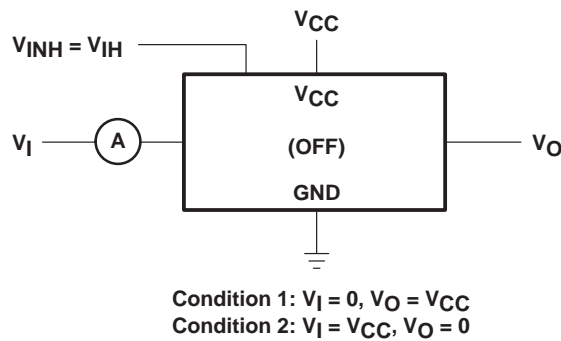 VCC
VINH = VIH
VCC
VI
A
(OFF)
VO
GND
Condition 1: VI = 0, VO = VCC
Condition 2: VI = VCC, VO = 0